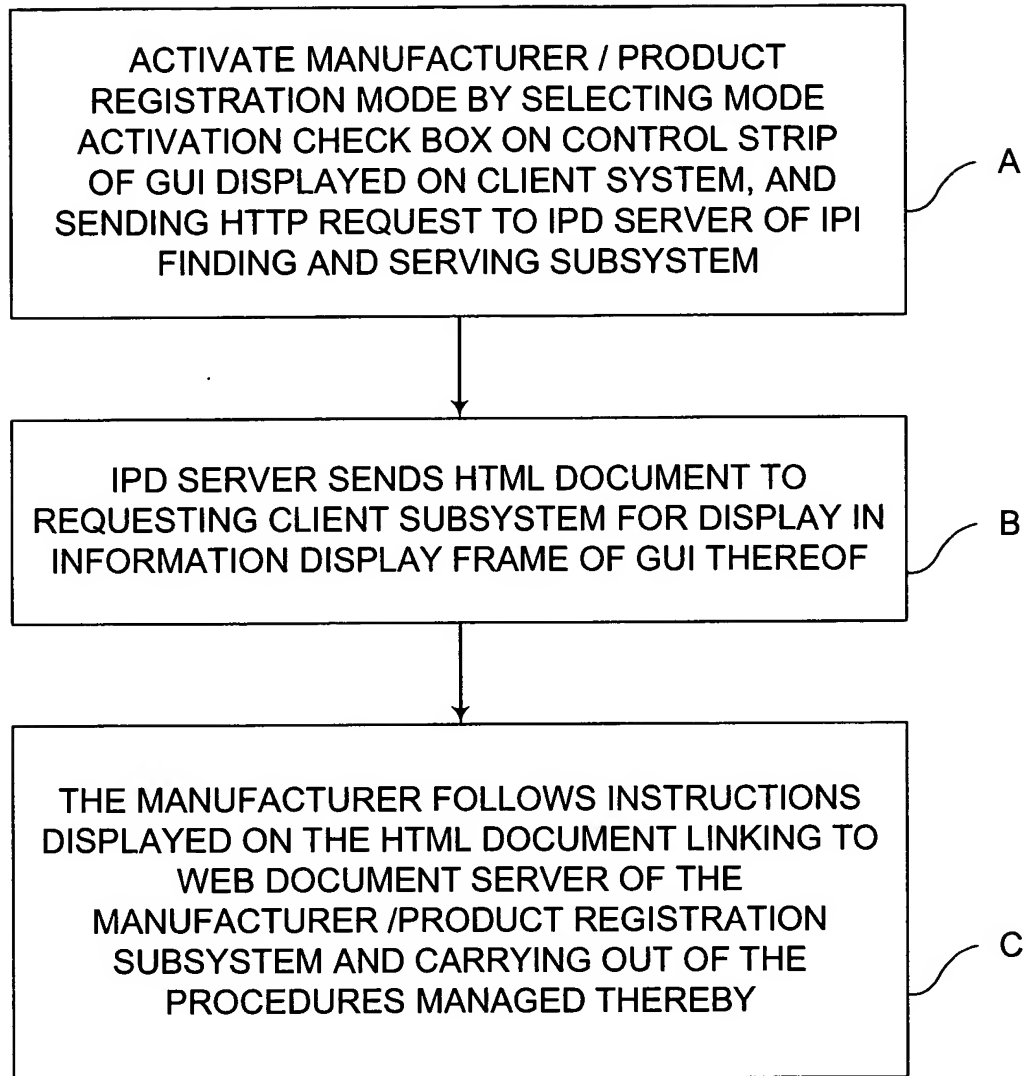 ACTIVATE MANUFACTURER / PRODUCT
REGISTRATION MODE BY SELECTING MODE
ACTIVATION CHECK BOX ON CONTROL STRIP
OF GUI DISPLAYED ON CLIENT SYSTEM, AND
SENDING HTTP REQUEST TO IPD SERVER OF IPI
FINDING AND SERVING SUBSYSTEM
A
IPD SERVER SENDS HTML DOCUMENT TO
REQUESTING CLIENT SUBSYSTEM FOR DISPLAY IN
INFORMATION DISPLAY FRAME OF GUI THEREOF
B
THE MANUFACTURER FOLLOWS INSTRUCTIONS
DISPLAYED ON THE HTML DOCUMENT LINKING TO
WEB DOCUMENT SERVER OF THE
MANUFACTURER /PRODUCT REGISTRATION
SUBSYSTEM AND CARRYING OUT OF THE
PROCEDURES MANAGED THEREBY
C